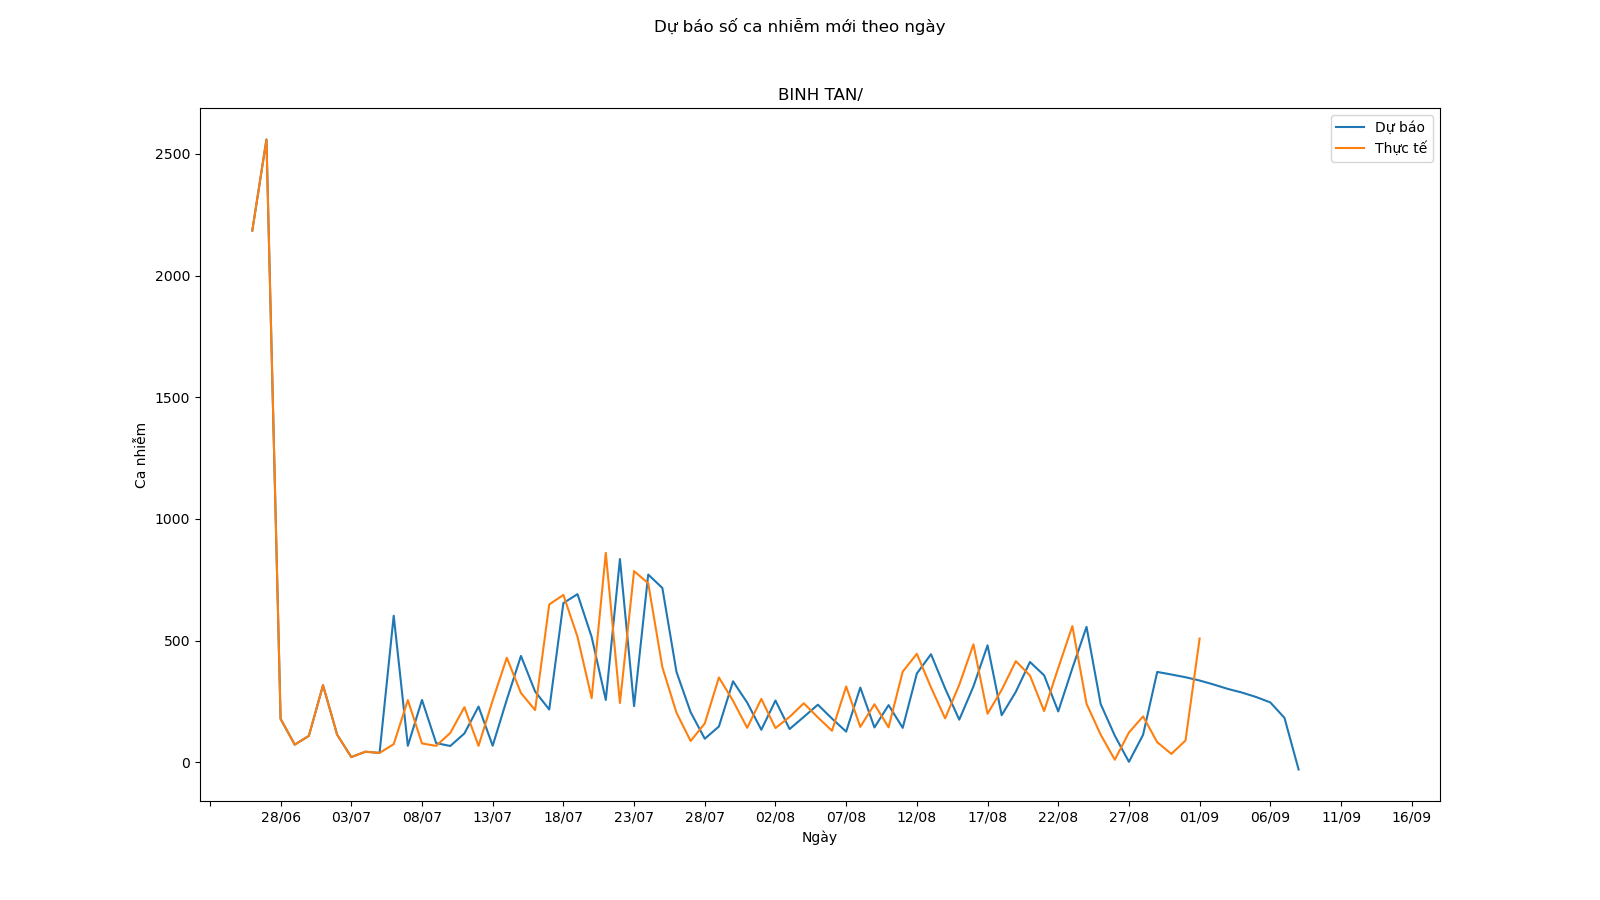 Dự báo số ca nhiễm mới theo ngày
BINH TAN/
Dự báo
Thực tế
2500
2000
1500
1000
500
0
Ca nhiễm
28/06 03/07 08/07 13/07 18/07 23/07 28/07 02/08 07/08 12/08 17/08 22/08 27/08 01/09 06/09 11/09 16/09
Ngày